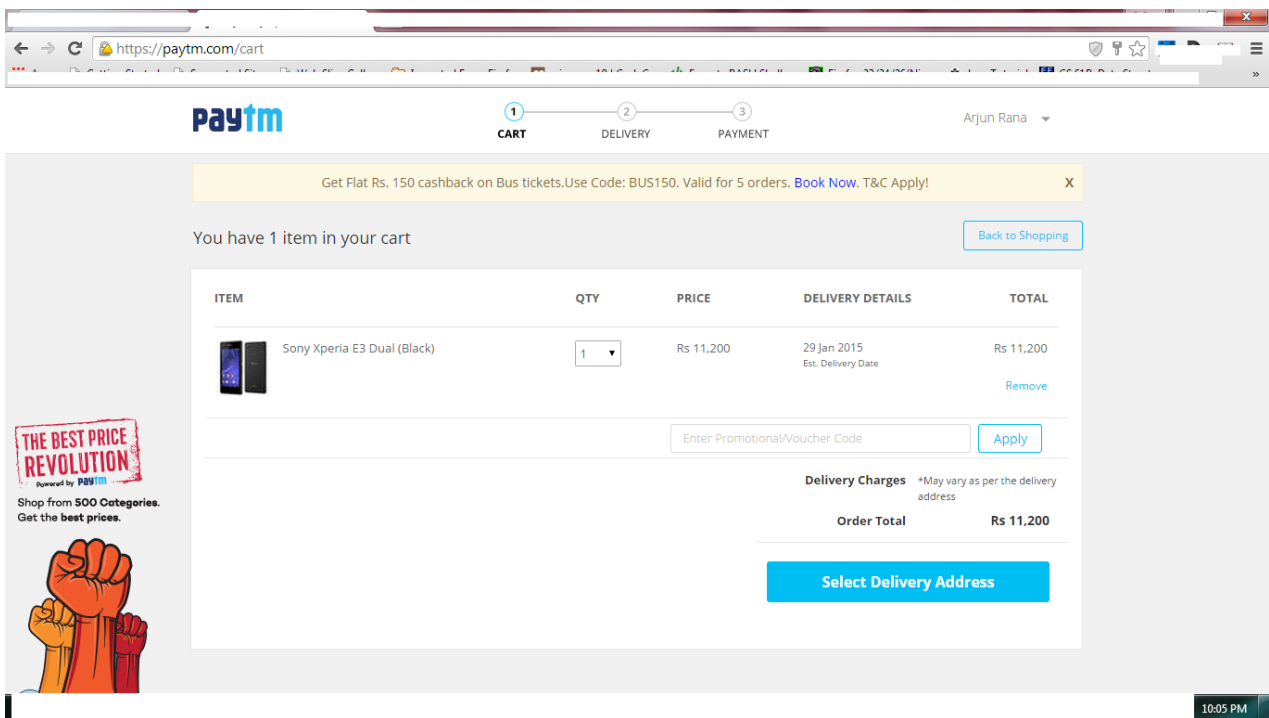 https://paytm.com/cart
paytm
1 2 3
CART DELIVERY PAYMENT
Arjun Rana
Get Flat Rs. 150 cashback on Bus tickets.Use Code: BUS150. Valid for 5 orders. Book Now. T&C Apply! X
You have 1 item in your cart
Back to Shopping
ITEM QTY PRICE DELIVERY DETAILS TOTAL
Sony Xperia E3 Dual (Black) 1 Rs 11,200 29 Jan 2015 Rs 11,200
Est. Delivery Date
Remove
Enter Promotional/Voucher Code Apply
Delivery Charges *May vary as per the delivery
address
Order Total Rs 11,200
Select Delivery Address
THE BEST PRICE
REVOLUTION
Powered by paytm
Shop from 500 Categories.
Get the best prices.
10:05 PM